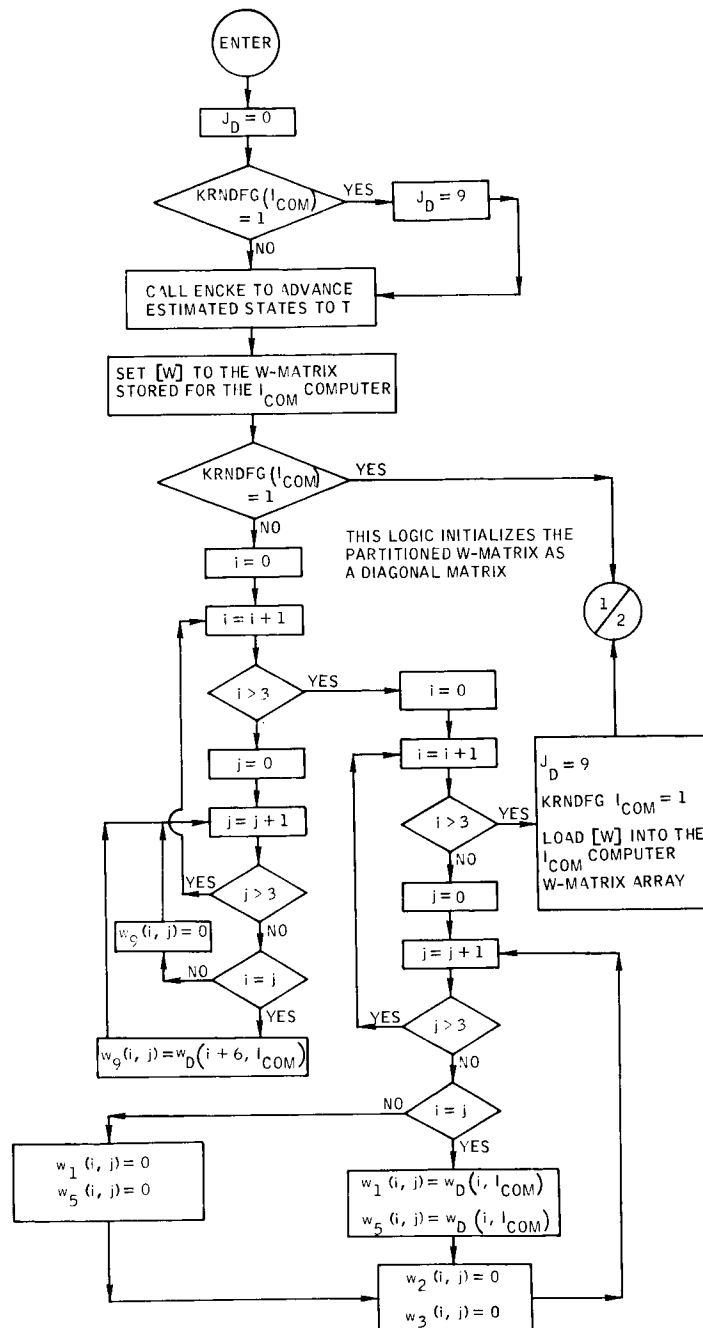 ENTER
J_D = 0
KRNDFG(I_COM)
= 1
YES
J_D = 9
NO
CALL ENCKE TO ADVANCE
ESTIMATED STATES TO T
SET [W] TO THE W-MATRIX
STORED FOR THE I_COM COMPUTER
KRNDFG(I_COM)
= 1
YES
NO
THIS LOGIC INITIALIZES THE
PARTITIONED W-MATRIX AS
A DIAGONAL MATRIX
i = 0
1/2
i = i + 1
i > 3
YES
i = 0
NO
j = 0
i = i + 1
J_D = 9
KRNDFG I_COM = 1
LOAD [W] INTO THE
I_COM COMPUTER
W-MATRIX ARRAY
j = j + 1
i > 3
YES
NO
j > 3
YES
NO
j = 0
w_9 (i, j) = 0
j = j + 1
i = j
NO
YES
w_9(i, j) = w_D(i + 6, I_COM)
j > 3
YES
NO
i = j
NO
YES
w_1 (i, j) = 0
w_5 (i, j) = 0
w_1 (i, j) = w_D (i, I_COM)
w_5 (i, j) = w_D (i, I_COM)
w_2 (i, j) = 0
w_3 (i, j) = 0